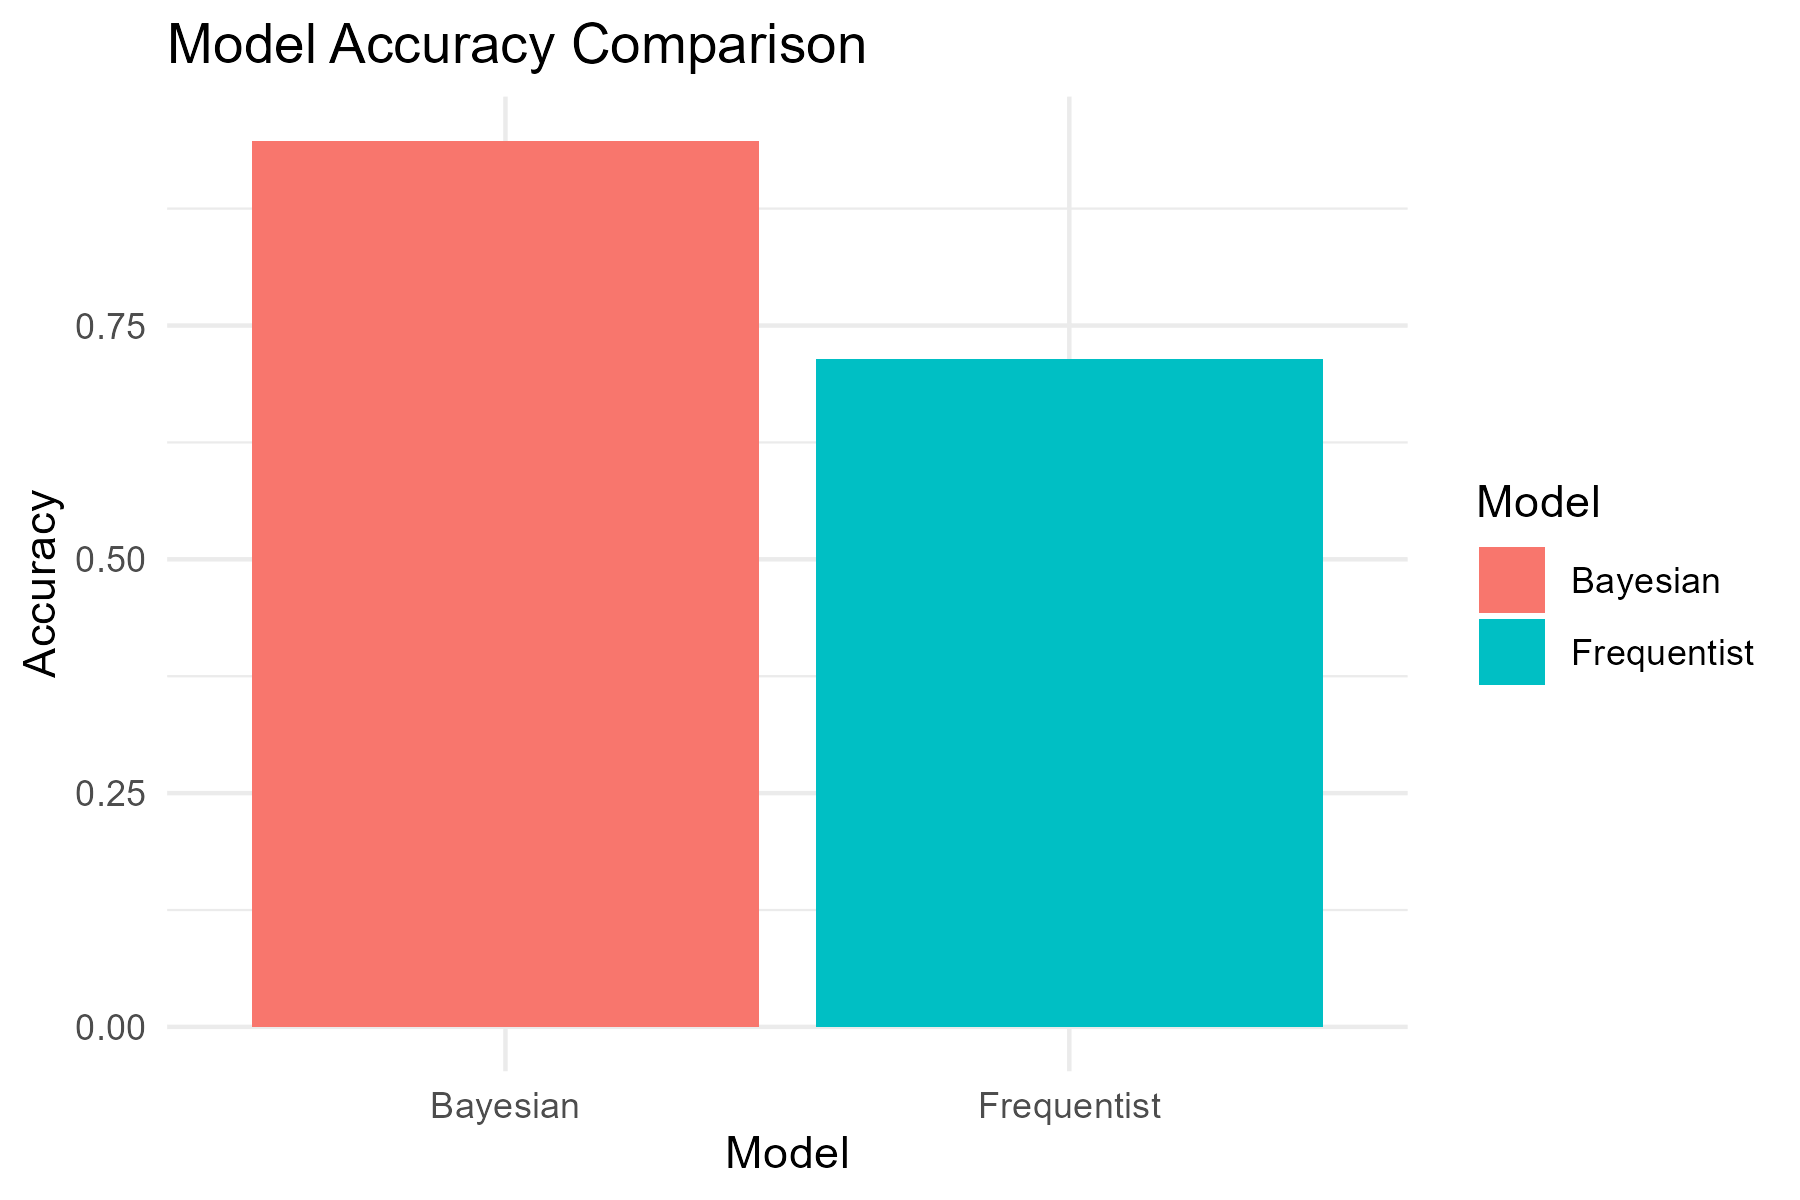 Model Accuracy Comparison
Accuracy
0.75
0.50
0.25
0.00
Bayesian
Frequentist
Model
Model
Bayesian
Frequentist